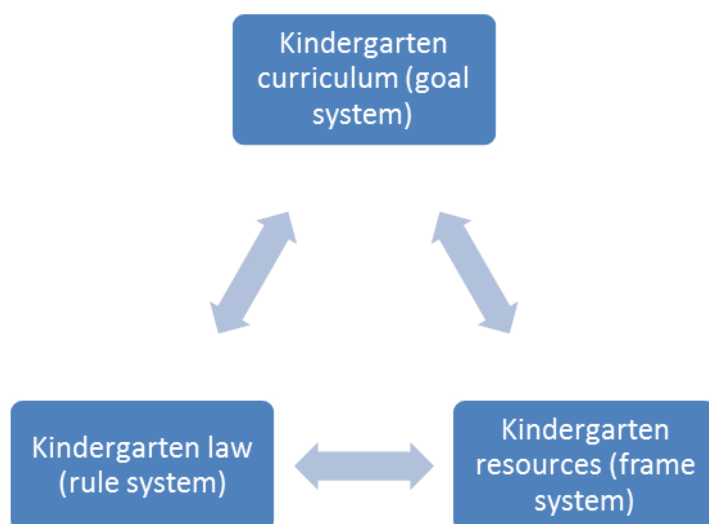 Kindergarten
curriculum (goal
system)
Kindergarten law
(rule system)
Kindergarten
resources (frame
system)